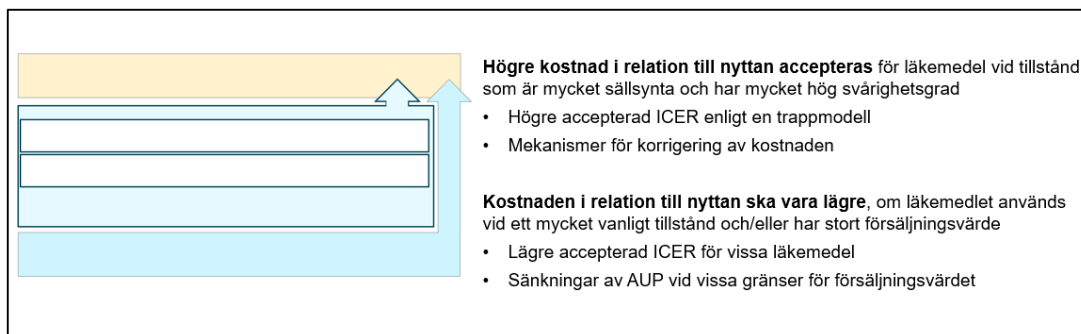 Högre kostnad i relation till nyttan accepteras för läkemedel vid tillstånd
som är mycket sällsynta och har mycket hög svårighetsgrad
• Högre accepterad ICER enligt en trappmodell
• Mekanismer för korrigering av kostnaden
Kostnaden i relation till nyttan ska vara lägre, om läkemedlet används
vid ett mycket vanligt tillstånd och/eller har stort försäljningsvärde
• Lägre accepterad ICER för vissa läkemedel
• Sänkningar av AUP vid vissa gränser för försäljningsvärdet